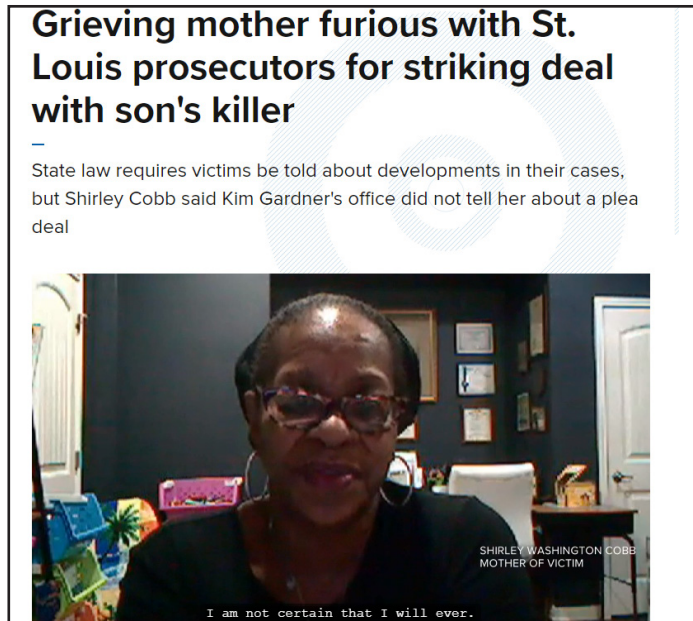 Grieving mother furious with St.
Louis prosecutors for striking deal
with son's killer
State law requires victims be told about developments in their cases,
but Shirley Cobb said Kim Gardner's office did not tell her about a plea
deal
SHIRLEY WASHINGTON COBB
MOTHER OF VICTIM
I am not certain that I will ever.